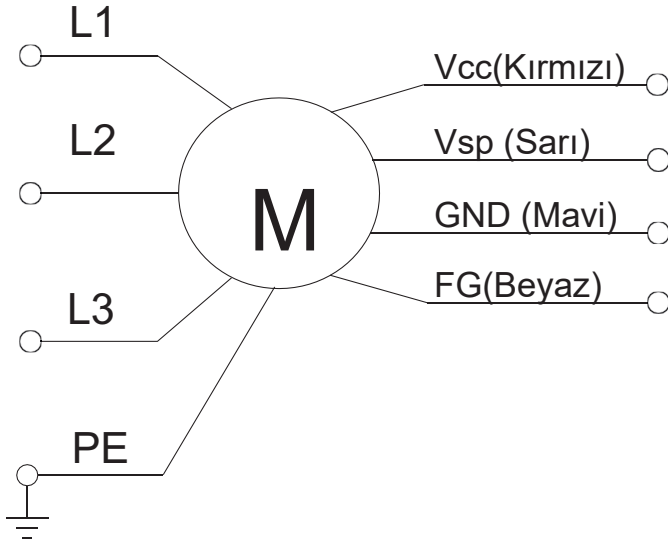 L1
L2
L3
PE
M
Vcc(Kırmızı)
Vsp (Sarı)
GND (Mavi)
FG(Beyaz)